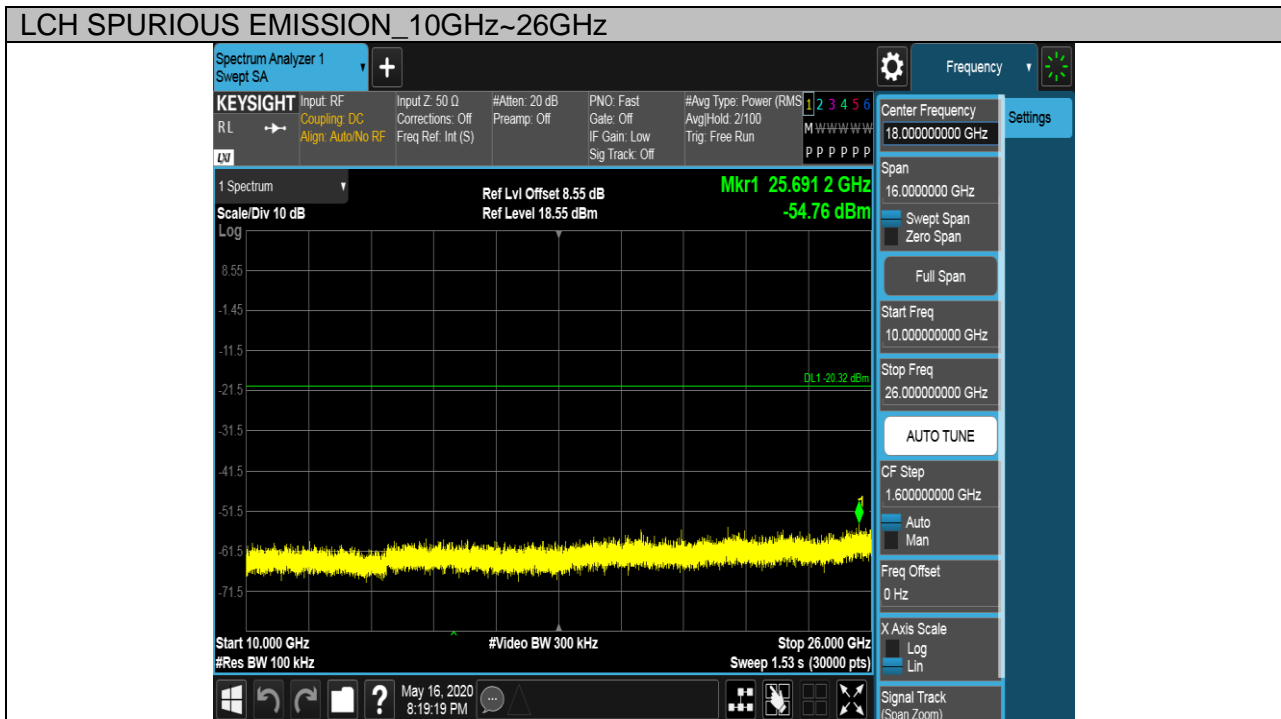 LCH SPURIOUS EMISSION_10GHz~26GHz
Spectrum Analyzer 1
Swept SA
Frequency
KEYSIGHT
RL
LXI
Input: RF
Coupling: DC
Align: Auto/No RF
Input Z: 50 Ω
Corrections: Off
Freq Ref: Int (S)
#Atten: 20 dB
Preamp: Off
PNO: Fast
Gate: Off
IF Gain: Low
Sig Track: Off
#Avg Type: Power (RMS
Avg|Hold: 2/100
Trig: Free Run
1 2 3 4 5 6
M W W W W W
P P P P P P
1 Spectrum
Scale/Div 10 dB
Ref Lvl Offset 8.55 dB
Ref Level 18.55 dBm
Mkr1 25.691 2 GHz
-54.76 dBm
Log
8.55
-1.45
-11.5
DL1 -20.32 dBm
-21.5
-31.5
-41.5
-51.5
1
-61.5
-71.5
Start 10.000 GHz
#Video BW 300 kHz
Stop 26.000 GHz
#Res BW 100 kHz
Sweep 1.53 s (30000 pts)
May 16, 2020
8:19:19 PM
Center Frequency
18.000000000 GHz
Settings
Span
16.0000000 GHz
Swept Span
Zero Span
Full Span
Start Freq
10.000000000 GHz
Stop Freq
26.000000000 GHz
AUTO TUNE
CF Step
1.600000000 GHz
Auto
Man
Freq Offset
0 Hz
X Axis Scale
Log
Lin
Signal Track
(Span Zoom)